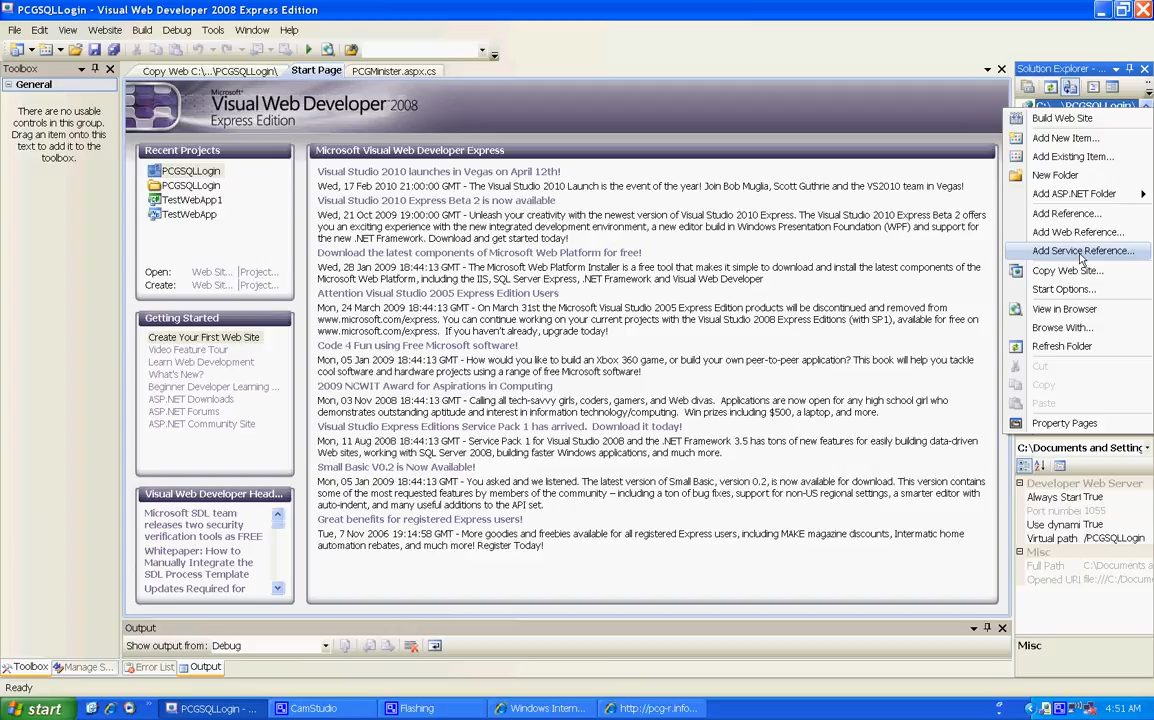 PCGSQLLogin - Visual Web Developer 2008 Express Edition
File Edit View Website Build Debug Tools Window Help
Toolbox
General
There are no usable
controls in this group.
Drag an item onto this
text to add it to the
toolbox.
Copy Web C:\...\PCGSQLLogin\ Start Page PCGMinister.aspx.cs
Microsoft®
Visual Web Developer 2008
Express Edition
Recent Projects
PCGSQLLogin
PCGSQLLogin
TestWebApp1
TestWebApp
Open: Web Sit... Project...
Create: Web Sit... Project...
Getting Started
Create Your First Web Site
Video Feature Tour
Learn Web Development
What's New?
Beginner Developer Learning ...
ASP.NET Downloads
ASP.NET Forums
ASP.NET Community Site
Visual Web Developer Head...
Microsoft SDL team
releases two security
verification tools as FREE
Whitepaper: How to
Manually Integrate the
SDL Process Template
Updates Required for
Microsoft Visual Web Developer Express
Visual Studio 2010 launches in Vegas on April 12th!
Wed, 17 Feb 2010 21:00:00 GMT - The Visual Studio 2010 Launch is the event of the year! Join Bob Muglia, Scott Guthrie and the VS2010 team in Vegas!
Visual Studio 2010 Express Beta 2 is now available
Wed, 21 Oct 2009 19:00:00 GMT - Unleash your creativity with the newest version of Visual Studio 2010 Express. The new Visual Studio 2010 Express Beta 2 offers
you an exciting experience with the new integrated development environment, a new editor build in Windows Presentation Foundation (WPF) and support for
the new .NET Framework. Download and get started today!
Download the latest components of Microsoft Web Platform for free!
Wed, 28 Jan 2009 18:44:13 GMT - The Microsoft Web Platform Installer is a free tool that makes it simple to download and install the latest components of the
Microsoft Web Platform, including the IIS, SQL Server Express, .NET Framework, and Visual Web Developer.
Attention Visual Studio 2005 Express Edition Users
Mon, 24 March 2009 18:44:13 GMT - On March 31st the Microsoft Visual Studio 2005 Express Edition products will be discontinued and removed from
www.microsoft.com/express. You can continue working on your current projects with the Visual Studio 2008 Express Editions (with SP1), available for free on
www.microsoft.com/express. If you haven't already, upgrade today!
Code 4 Fun using Free Microsoft software!
Mon, 05 Jan 2009 18:44:13 GMT - How would you like to build an Xbox 360 game, or build your own peer-to-peer application? This book will help you tackle
cool software and hardware projects using a range of free Microsoft software!
2009 NCWIT Award for Aspirations in Computing
Mon, 03 Nov 2008 18:44:13 GMT - Calling all tech-savvy girls, coders, gamers, and Web divas. Applications are now open for any high school girl who
demonstrates outstanding aptitude and interest in information technology/computing. Win prizes including $500, a laptop, and more.
Visual Studio Express Editions Service Pack 1 has arrived. Download it today!
Mon, 11 Aug 2008 18:44:13 GMT - Service Pack 1 for Visual Studio 2008 and the .NET Framework 3.5 has tons of new features for easily building data-driven
Web sites, working with SQL Server 2008, building faster Windows applications, and much more.
Small Basic V0.2 is Now Available!
Mon, 05 Jan 2009 18:44:13 GMT - You asked and we listened. The latest version of Small Basic, version 0.2, is now available for download. This version contains
some of the most requested features by members of the community – including a ton of bug fixes, support for non-US regional settings, a smarter editor with
auto-indent, and many useful additions to the API set.
Great benefits for registered Express users!
Tue, 7 Nov 2006 19:14:58 GMT - More goodies and freebies available for all registered Express users, including MAKE magazine discounts, Intermatic home
automation rebates, and much more! Register Today!
Solution Explorer - ...
C:\...\PCGSQLLogin\
Build Web Site
Add New Item...
Add Existing Item...
New Folder
Add ASP.NET Folder
Add Reference...
Add Web Reference...
Add Service Reference...
Copy Web Site...
Start Options...
View in Browser
Browse With...
Refresh Folder
Cut
Copy
Paste
Property Pages
C:\Documents and Setting
Developer Web Server
Always Star True
Port number 1055
Use dynami True
Virtual path /PCGSQLLogin
Misc
Full Path C:\Documents a
Opened URL file:///C:/Docume
Misc
Output
Show output from: Debug
Toolbox Manage S... Error List Output
Ready
start PCGSQLLogin - ... CamStudio Flashing Windows Intern... http://pcg-r.info... 4:51 AM